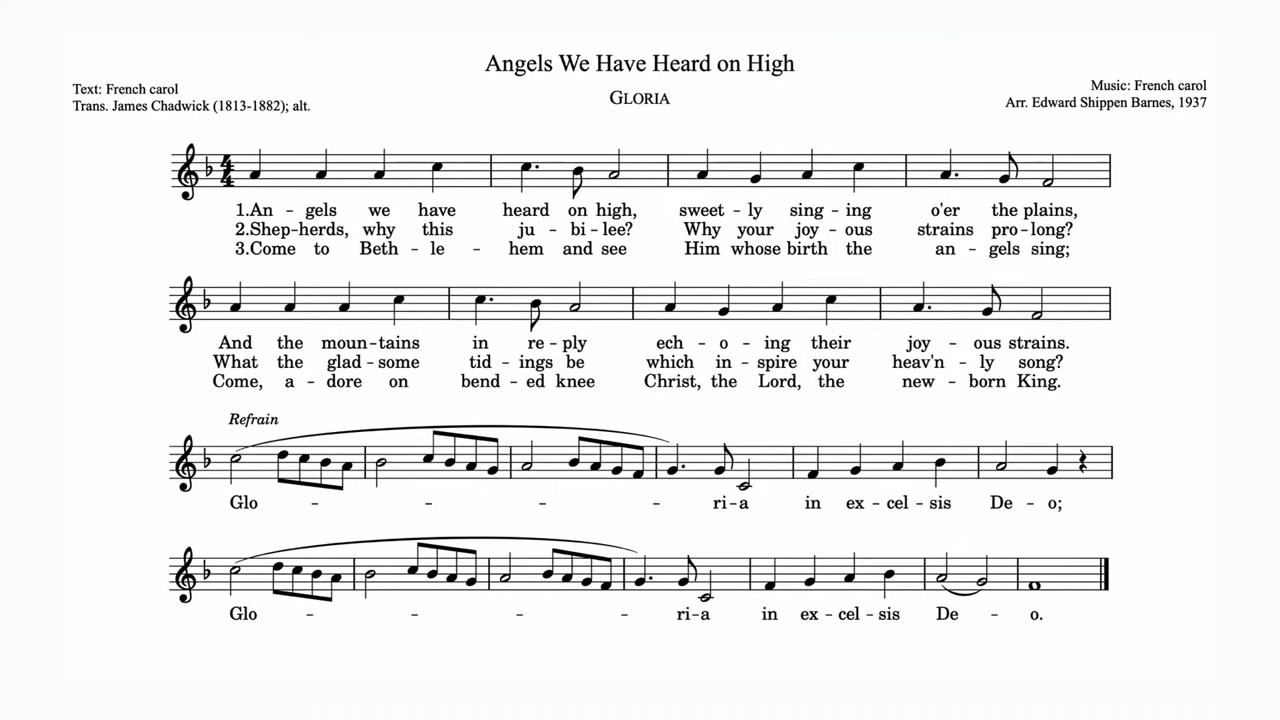 Angels We Have Heard on High
GLORIA
Text: French carol
Trans. James Chadwick (1813-1882); alt.
Music: French carol
Arr. Edward Shippen Barnes, 1937
1.An - gels we have heard on high, sweet - ly sing - ing o'er the plains,
2.Shep-herds, why this ju - bi - lee? Why your joy - ous strains pro - long?
3.Come to Beth - le - hem and see Him whose birth the an - gels sing;
And the moun-tains in re - ply ech - o - ing their joy - ous strains.
What the glad - some tid - ings be which in - spire your heav'n - ly song?
Come, a - dore on bend - ed knee Christ, the Lord, the new - born King.
Refrain
Glo - - - - ria in ex - cel - sis De - o;
Glo - - - - ri-a in ex - cel - sis De - o.